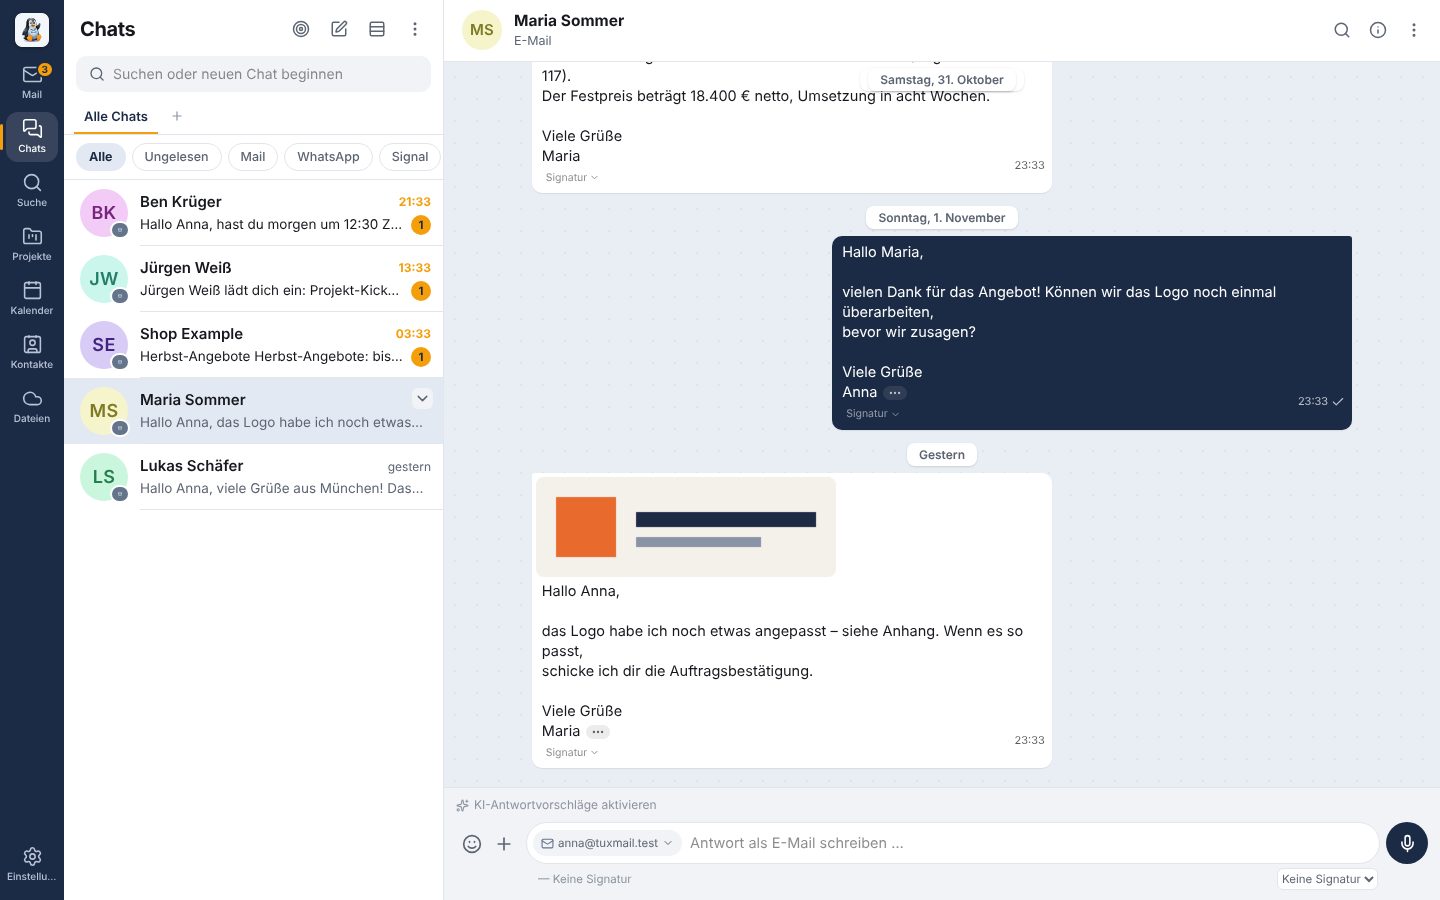 Mail
3
Chats
Suche
Projekte
Kalender
Kontakte
Dateien
Einstellu...
Chats
Suchen oder neuen Chat beginnen
Alle Chats
Alle
Ungelesen
Mail
WhatsApp
Signal
BK
Ben Krüger
21:33
Hallo Anna, hast du morgen um 12:30 Z...
1
JW
Jürgen Weiß
13:33
Jürgen Weiß lädt dich ein: Projekt-Kick...
1
SE
Shop Example
03:33
Herbst-Angebote Herbst-Angebote: bis...
1
MS
Maria Sommer
Hallo Anna, das Logo habe ich noch etwas...
LS
Lukas Schäfer
gestern
Hallo Anna, viele Grüße aus München! Das...
MS
Maria Sommer
E-Mail
Samstag, 31. Oktober
117).
Der Festpreis beträgt 18.400 € netto, Umsetzung in acht Wochen.
Viele Grüße
Maria
23:33
Signatur
Sonntag, 1. November
Hallo Maria,
vielen Dank für das Angebot! Können wir das Logo noch einmal
überarbeiten,
bevor wir zusagen?
Viele Grüße
Anna ···
23:33
Signatur
Gestern
Hallo Anna,
das Logo habe ich noch etwas angepasst – siehe Anhang. Wenn es so
passt,
schicke ich dir die Auftragsbestätigung.
Viele Grüße
Maria ···
23:33
Signatur
KI-Antwortvorschläge aktivieren
anna@tuxmail.test
Antwort als E-Mail schreiben ...
— Keine Signatur
Keine Signatur